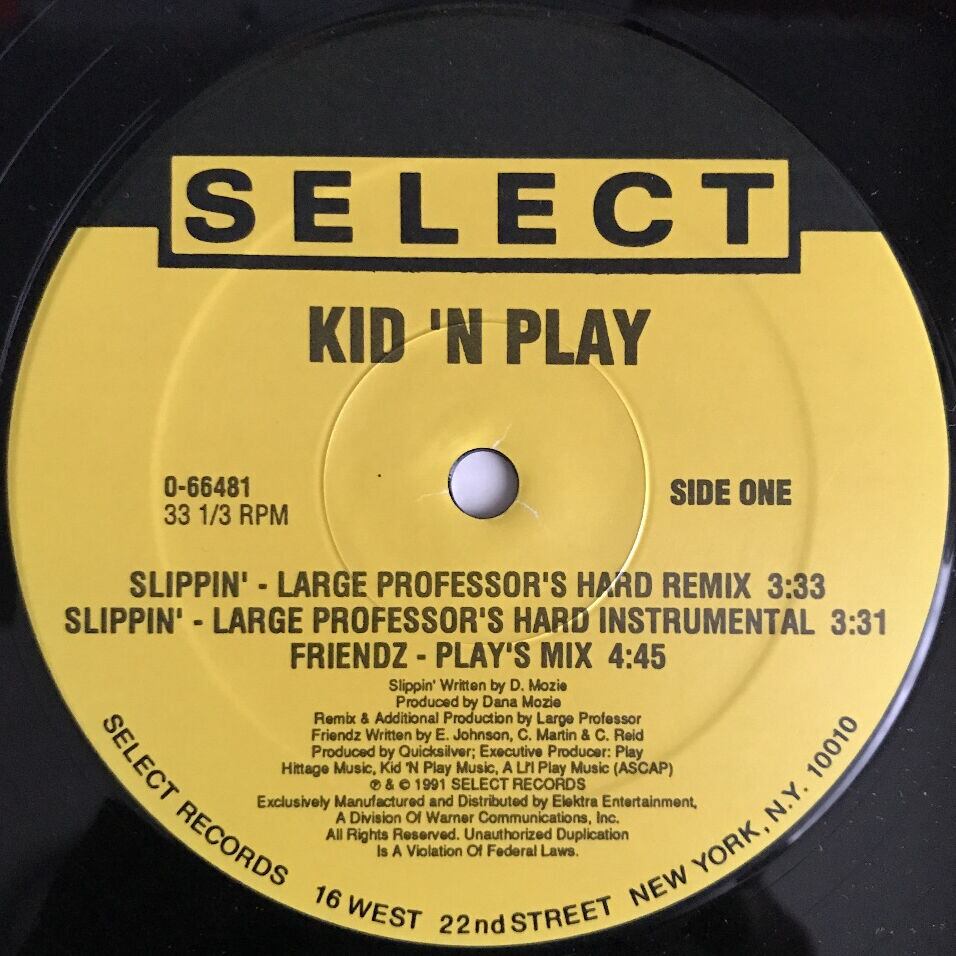 SELECT
KID 'N PLAY
0-66481
33 1/3 RPM
SIDE ONE
SLIPPIN' - LARGE PROFESSOR'S HARD REMIX 3:33
SLIPPIN' - LARGE PROFESSOR'S HARD INSTRUMENTAL 3:31
FRIENDZ - PLAY'S MIX 4:45
Slippin' Written by D. Mozie
Produced by Dana Mozie
Remix & Additional Production by Large Professor
Friendz Written by E. Johnson, C. Martin & C. Reid
Produced by Quicksilver; Executive Producer: Play
Hittage Music, Kid 'N Play Music, A Li'l Play Music (ASCAP)
℗ & © 1991 SELECT RECORDS
Exclusively Manufactured and Distributed by Elektra Entertainment,
A Division Of Warner Communications, Inc.
All Rights Reserved. Unauthorized Duplication
Is A Violation Of Federal Laws.
SELECT RECORDS 16 WEST 22nd STREET NEW YORK, N.Y. 10010